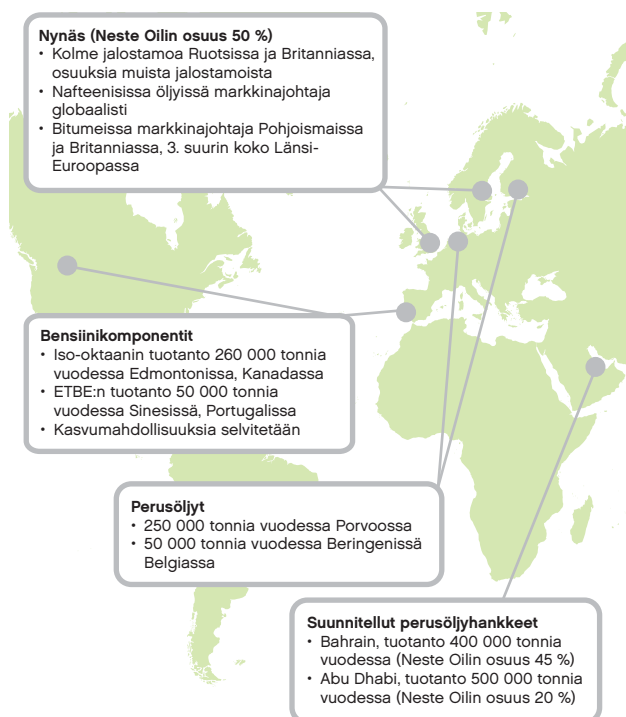 Nynäs (Neste Oilin osuus 50 %)
• Kolme jalostamoa Ruotsissa ja Britanniassa,
osuuksia muista jalostamoista
• Nafteenisissa öljyissä markkinajohtaja
globaalisti
• Bitumeissa markkinajohtaja Pohjoismaissa
ja Britanniassa, 3. suurin koko Länsi-
Euroopassa
Bensiinikomponentit
• Iso-oktaanin tuotanto 260 000 tonnia
vuodessa Edmontonissa, Kanadassa
• ETBE:n tuotanto 50 000 tonnia
vuodessa Sinesissä, Portugalissa
• Kasvumahdollisuuksia selvitetään
Perusöljyt
• 250 000 tonnia vuodessa Porvoossa
• 50 000 tonnia vuodessa Beringenissä
Belgiassa
Suunnitellut perusöljyhankkeet
• Bahrain, tuotanto 400 000 tonnia
vuodessa (Neste Oilin osuus 45 %)
• Abu Dhabi, tuotanto 500 000 tonnia
vuodessa (Neste Oilin osuus 20 %)